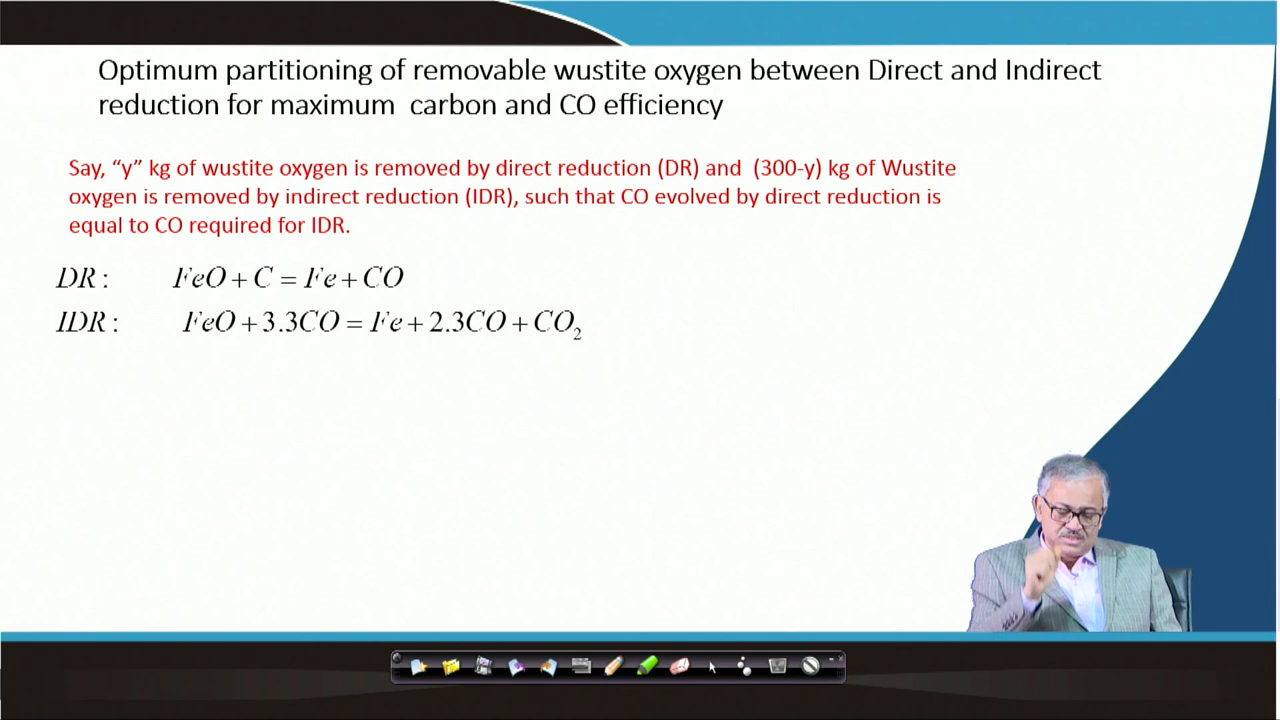 Optimum partitioning of removable wustite oxygen between Direct and Indirect
reduction for maximum carbon and CO efficiency
Say, “y” kg of wustite oxygen is removed by direct reduction (DR) and (300-y) kg of Wustite
oxygen is removed by indirect reduction (IDR), such that CO evolved by direct reduction is
equal to CO required for IDR.
DR: FeO + C = Fe + CO
IDR: FeO + 3.3CO = Fe + 2.3CO + CO₂